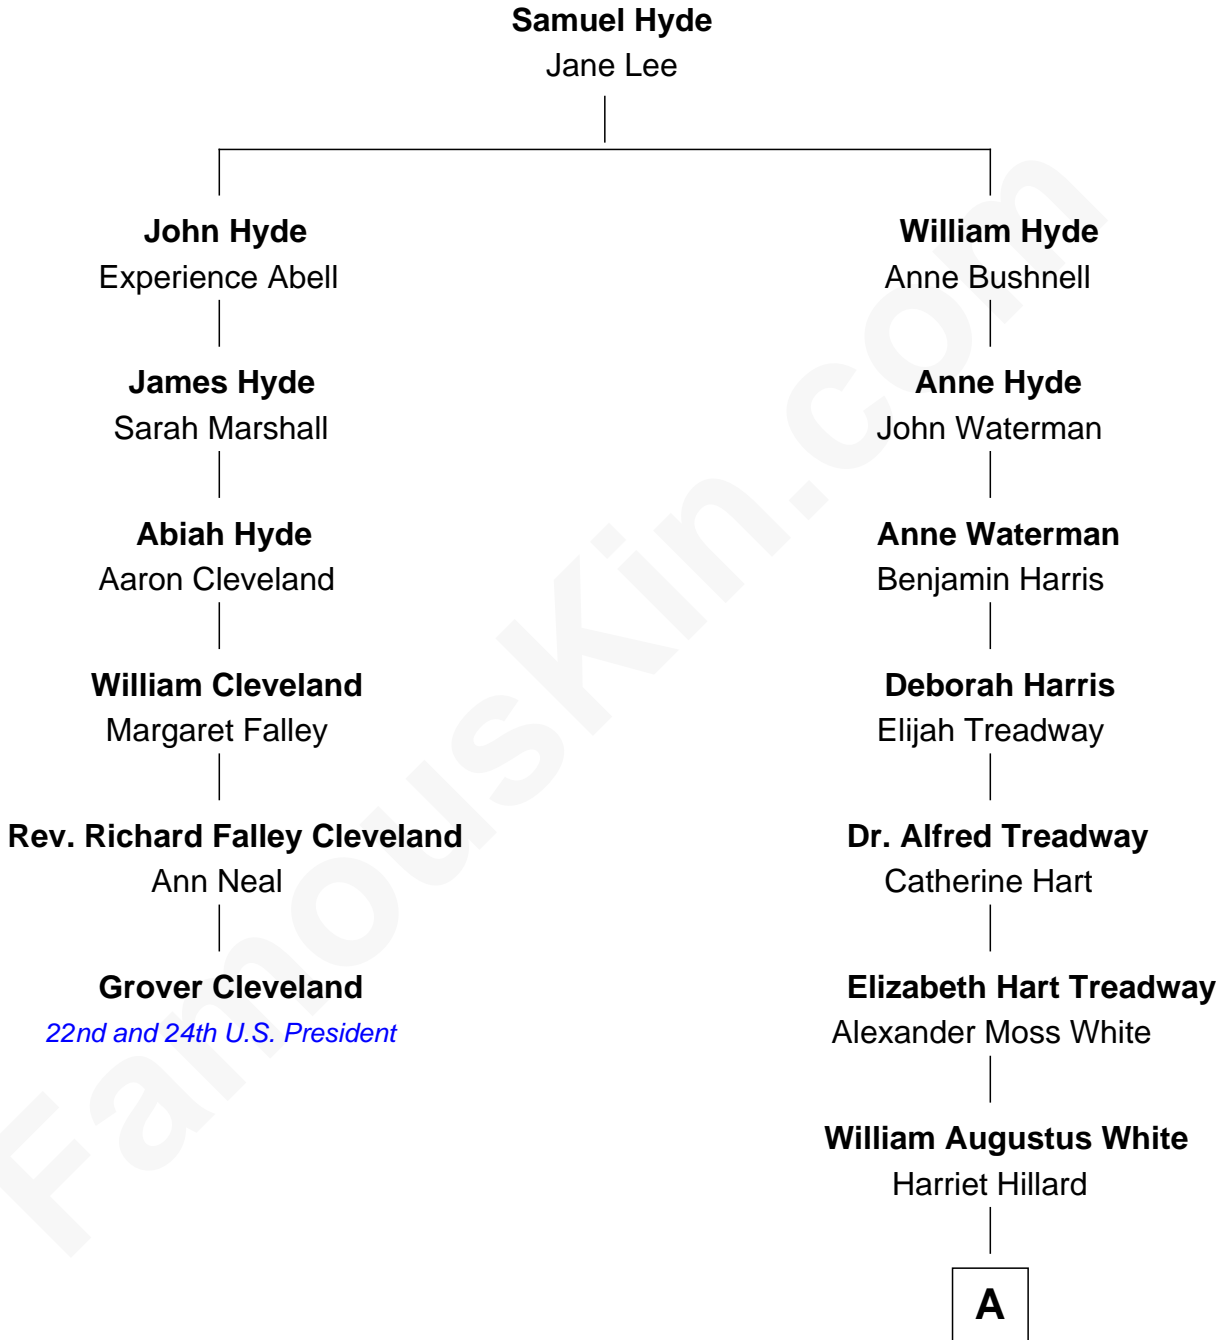 Samuel Hyde
Jane Lee
John Hyde
Experience Abell
James Hyde
Sarah Marshall
Abiah Hyde
Aaron Cleveland
William Cleveland
Margaret Falley
Rev. Richard Falley Cleveland
Ann Neal
Grover Cleveland
22nd and 24th U.S. President
William Hyde
Anne Bushnell
Anne Hyde
John Waterman
Anne Waterman
Benjamin Harris
Deborah Harris
Elijah Treadway
Dr. Alfred Treadway
Catherine Hart
Elizabeth Hart Treadway
Alexander Moss White
William Augustus White
Harriet Hillard
A
FamousKin.com